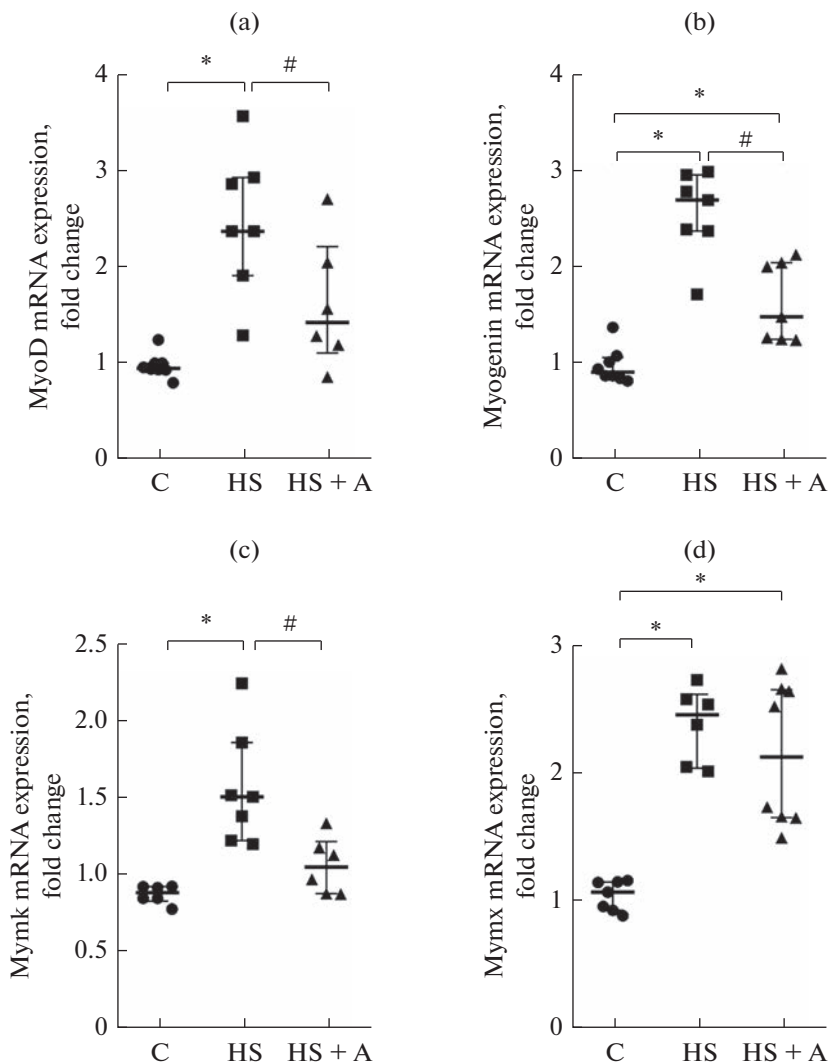 (a)
MyoD mRNA expression,
fold change
4
3
2
1
0
*
#
C HS HS + A
(b)
Myogenin mRNA expression,
fold change
4
3
2
1
0
*
*
#
C HS HS + A
(c)
Mymk mRNA expression,
fold change
2.5
2.0
1.5
1.0
0.5
0
*
#
C HS HS + A
(d)
Mymx mRNA expression,
fold change
3
2
1
0
*
*
C HS HS + A